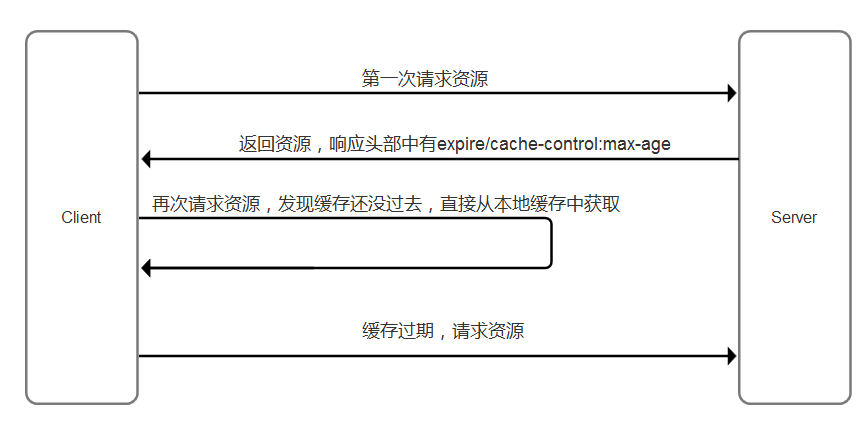 第一次请求资源
返回资源，响应头部中有expire/cache-control:max-age
再次请求资源，发现缓存还没过去，直接从本地缓存中获取
Client
Server
缓存过期，请求资源